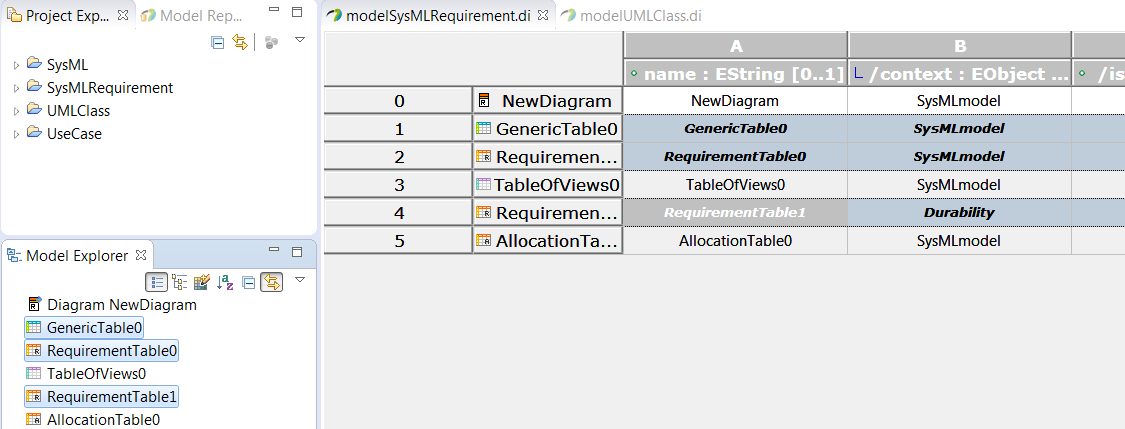 Project Exp...
Model Rep...
SysML
SysMLRequirement
UMLClass
UseCase
Model Explorer
Diagram NewDiagram
GenericTable0
RequirementTable0
TableOfViews0
RequirementTable1
AllocationTable0
modelSysMLRequirement.di modelUMLClass.di
A B
name : EString [0..1] /context : EObject ... /is
0 NewDiagram NewDiagram SysMLmodel
1 GenericTable0 GenericTable0 SysMLmodel
2 Requiremen... RequirementTable0 SysMLmodel
3 TableOfViews0 TableOfViews0 SysMLmodel
4 Requiremen... RequirementTable1 Durability
5 AllocationTa... AllocationTable0 SysMLmodel